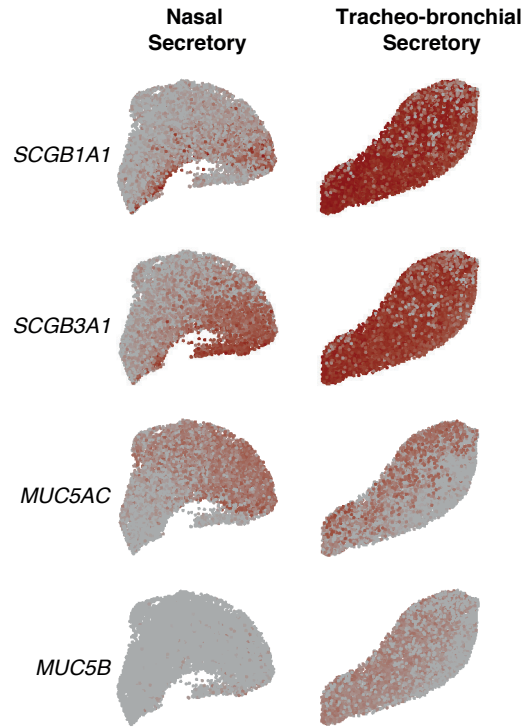 Nasal
Secretory
Tracheo-bronchial
Secretory
SCGB1A1
SCGB3A1
MUC5AC
MUC5B